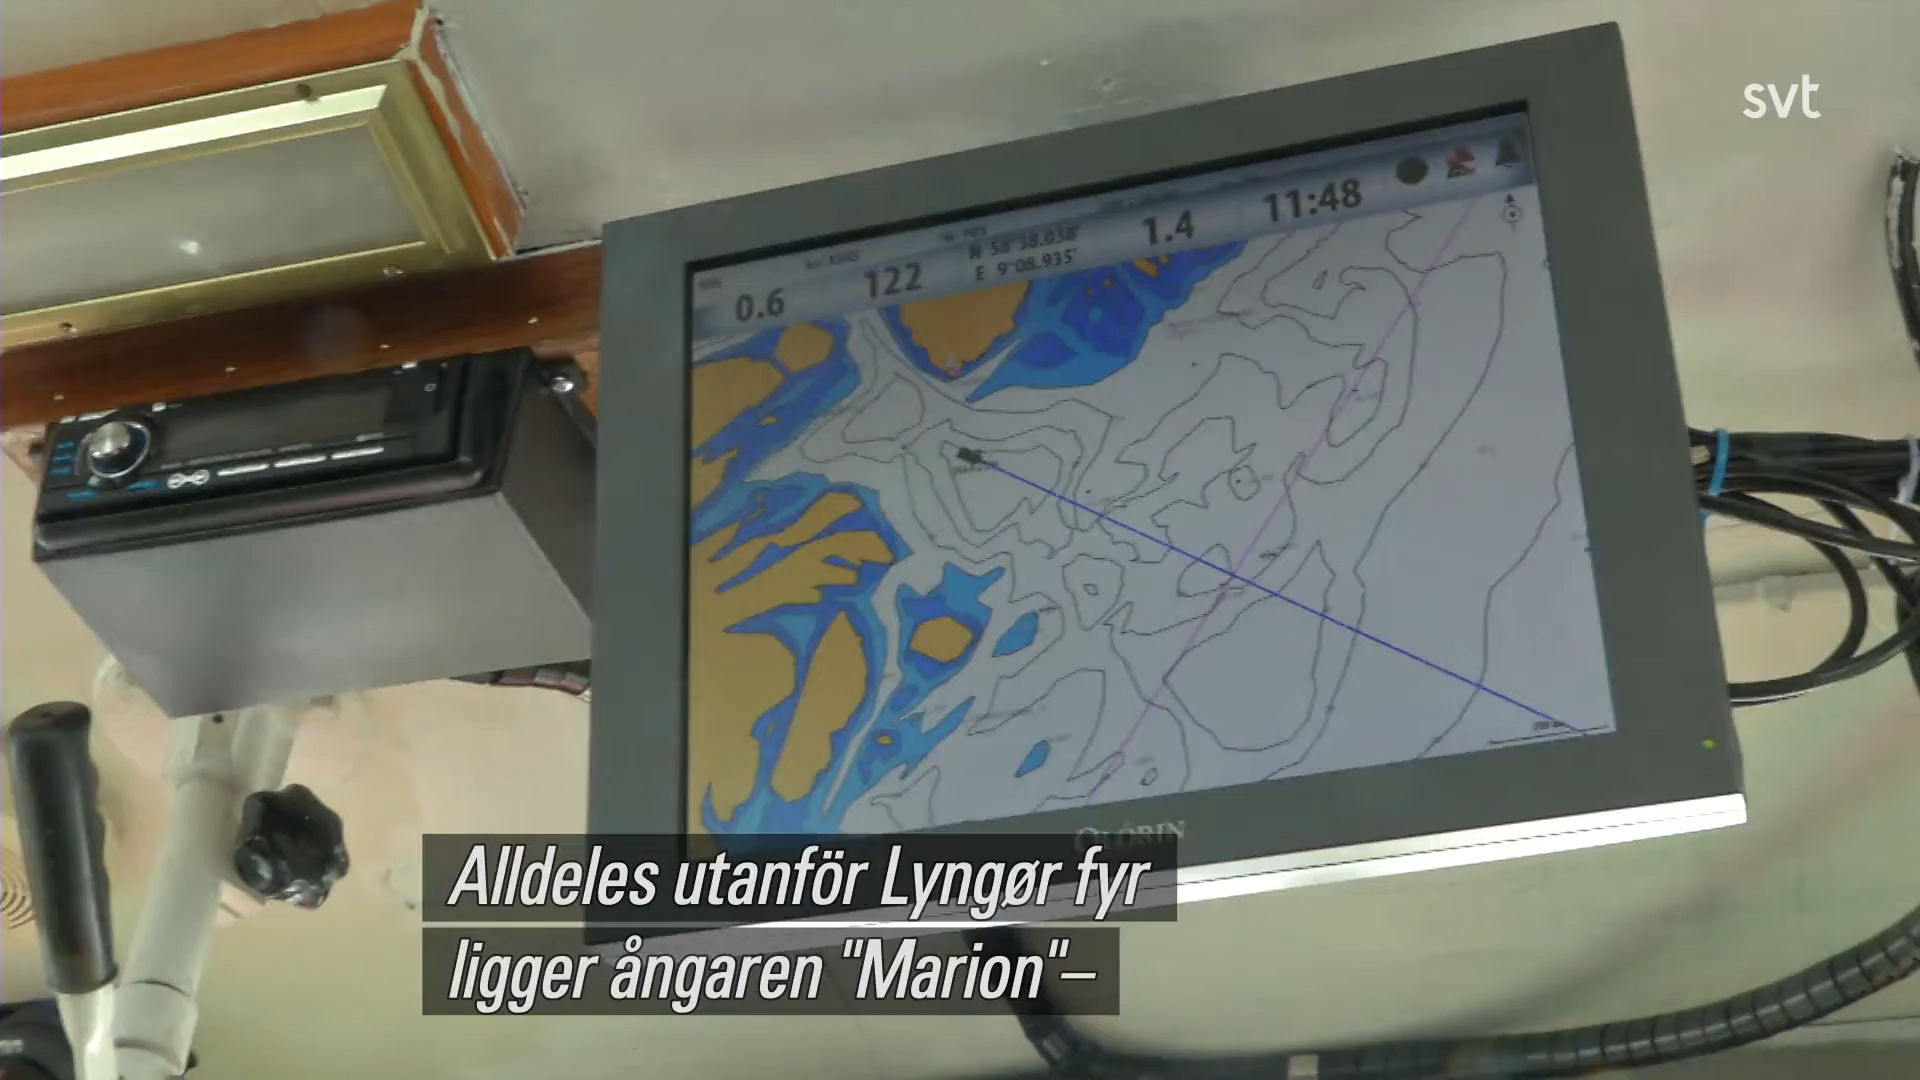 svt
11:48
1.4
N 58°38.038'
E 9°08.935'
122
0.6
OLÓRIN
Alldeles utanför Lyngør fyr
ligger ångaren "Marion"–